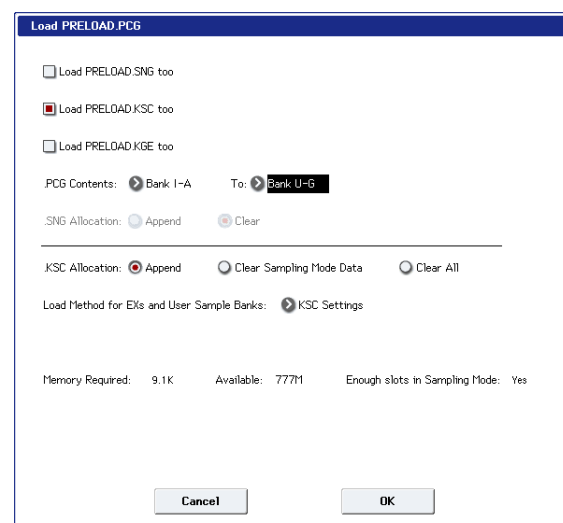 Load PRELOAD.PCG
Load PRELOAD.SNG too
Load PRELOAD.KSC too
Load PRELOAD.KGE too
.PCG Contents: Bank I-A To: Bank U-G
.SNG Allocation: Append Clear
.KSC Allocation: Append Clear Sampling Mode Data Clear All
Load Method for EXs and User Sample Banks: KSC Settings
Memory Required: 9.1K Available: 777M Enough slots in Sampling Mode: Yes
Cancel OK